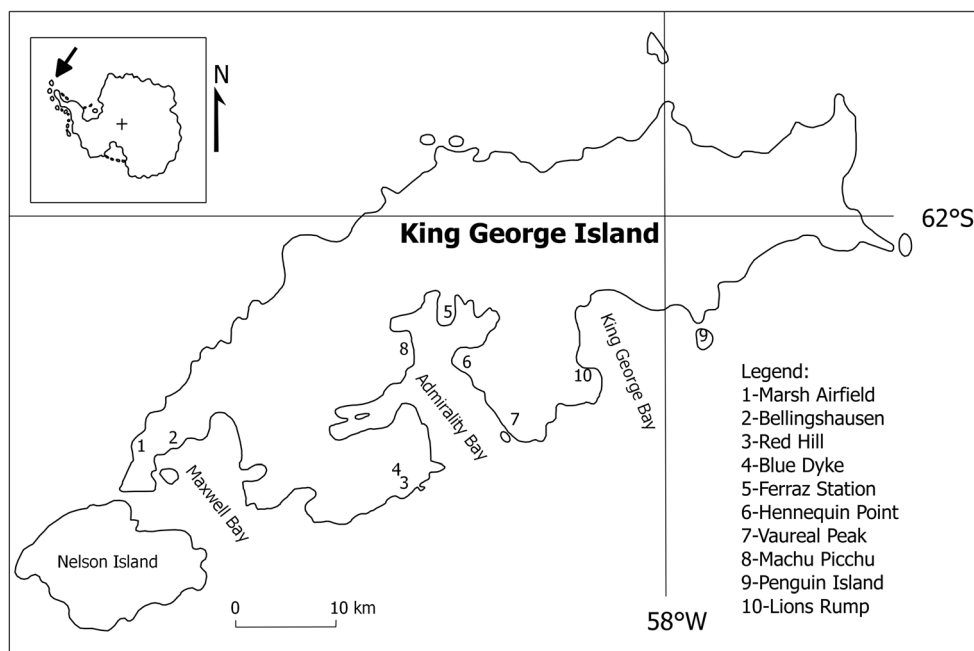 N
62°S
King George Island
5
9
King George Bay
8
6
10
Admirality Bay
7
1
2
4
3
Maxwell Bay
Nelson Island
0 10 km
58°W
Legend:
1-Marsh Airfield
2-Bellingshausen
3-Red Hill
4-Blue Dyke
5-Ferraz Station
6-Hennequin Point
7-Vaureal Peak
8-Machu Picchu
9-Penguin Island
10-Lions Rump